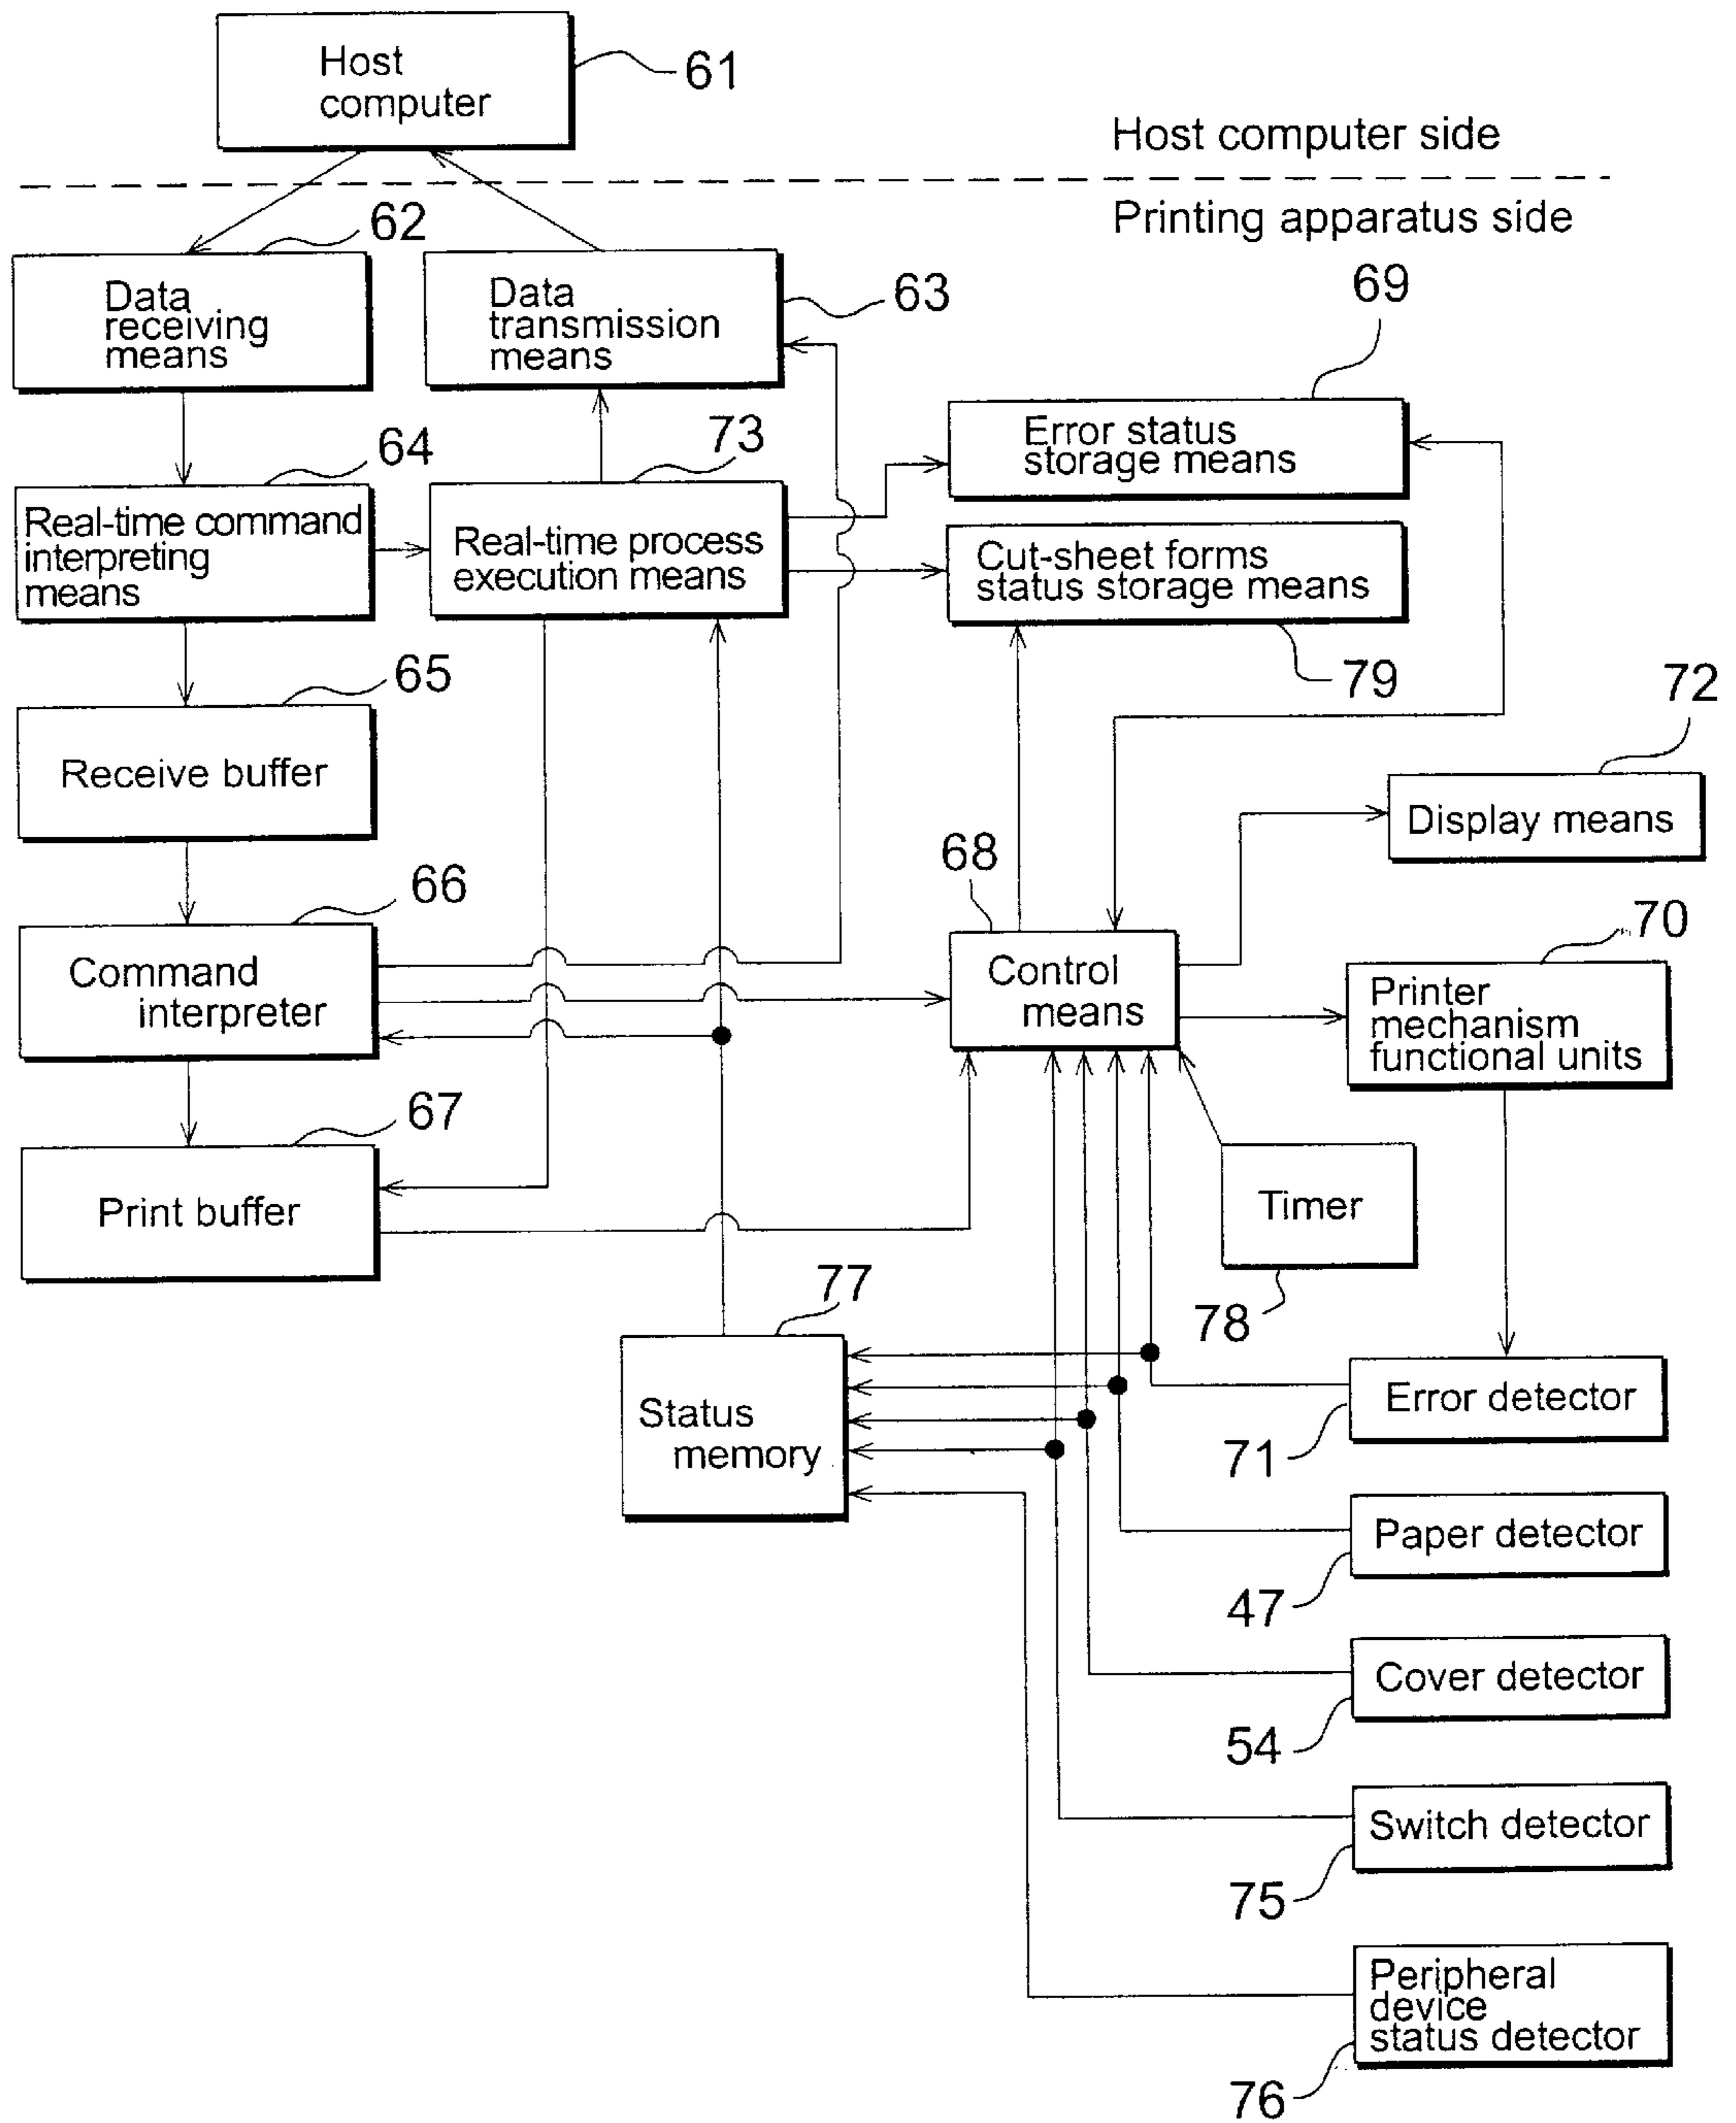 Host
computer
61
Host computer side
Printing apparatus side
62
Data
receiving
means
Data
transmission
means
63
69
64
73
Error status
storage means
Real-time command
interpreting
means
Real-time process
execution means
Cut-sheet forms
status storage means
79
65
72
Receive buffer
Display means
68
66
70
Command
interpreter
Control
means
Printer
mechanism
functional units
67
Print buffer
Timer
78
77
Status
memory
Error detector
71
Paper detector
47
Cover detector
54
Switch detector
75
Peripheral
device
status detector
76